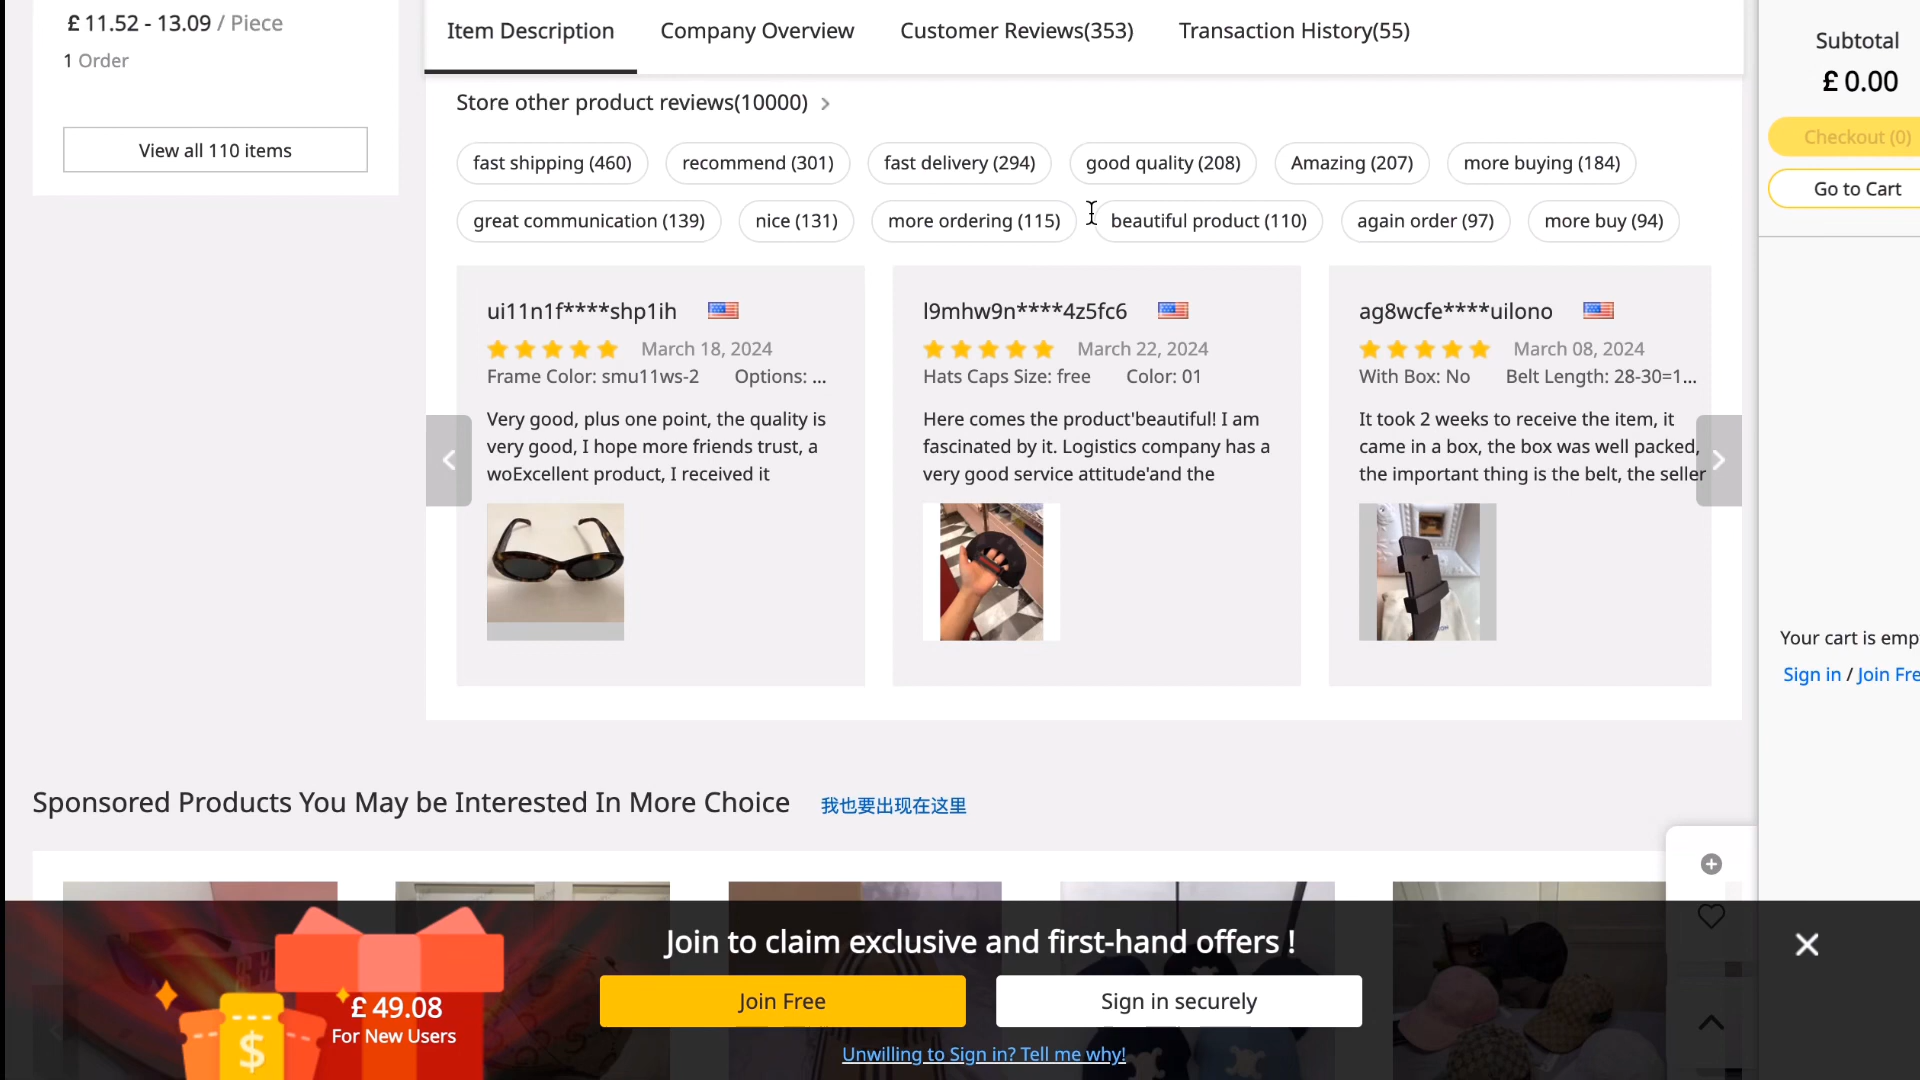 £ 11.52 - 13.09 / Piece
1 Order
View all 110 items
Item Description
Company Overview
Customer Reviews(353)
Transaction History(55)
Store other product reviews(10000)
fast shipping (460)
recommend (301)
fast delivery (294)
good quality (208)
Amazing (207)
more buying (184)
great communication (139)
nice (131)
more ordering (115)
beautiful product (110)
again order (97)
more buy (94)
ui11n1f****shp1ih
March 18, 2024
Frame Color: smu11ws-2 Options: ...
Very good, plus one point, the quality is
very good, I hope more friends trust, a
woExcellent product, I received it
l9mhw9n****4z5fc6
March 22, 2024
Hats Caps Size: free Color: 01
Here comes the product'beautiful! I am
fascinated by it. Logistics company has a
very good service attitude'and the
ag8wcfe****uilono
March 08, 2024
With Box: No Belt Length: 28-30=1...
It took 2 weeks to receive the item, it
came in a box, the box was well packed,
the important thing is the belt, the seller
Subtotal
£ 0.00
Checkout (0)
Go to Cart
Your cart is emp
Sign in / Join Fre
Sponsored Products You May be Interested In More Choice
我也要出现在这里
Join to claim exclusive and first-hand offers !
£ 49.08
For New Users
$
Join Free
Sign in securely
Unwilling to Sign in? Tell me why!